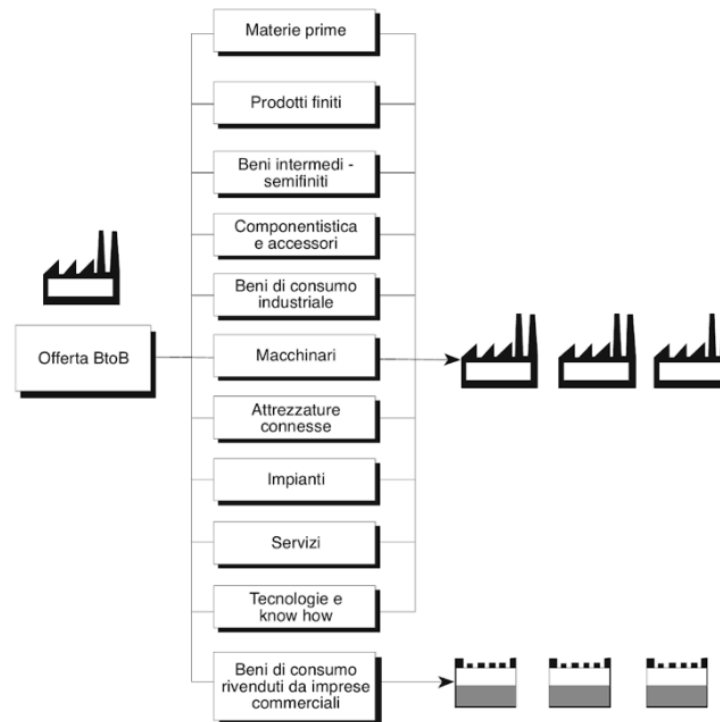 Materie prime
Prodotti finiti
Beni intermedi -
semifiniti
Componentistica
e accessori
Beni di consumo
industriale
Offerta BtoB
Macchinari
Attrezzature
connesse
Impianti
Servizi
Tecnologie e
know how
Beni di consumo
rivenduti da imprese
commerciali